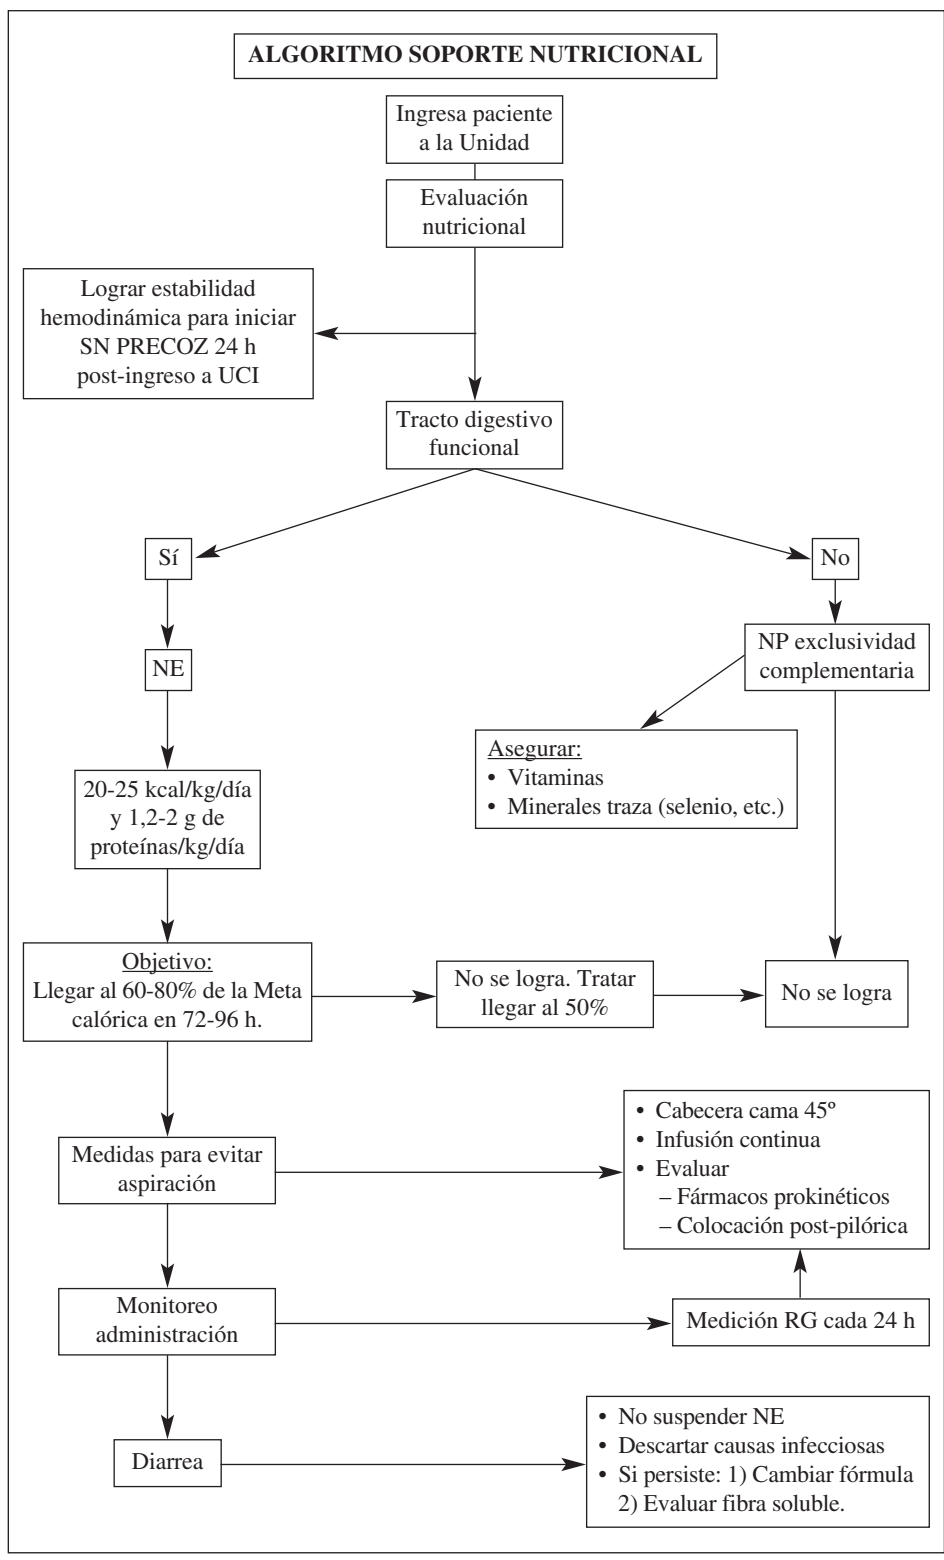 ALGORITMO SOPORTE NUTRICIONAL
Ingresa paciente
a la Unidad
Evaluación
nutricional
Lograr estabilidad
hemodinámica para iniciar
SN PRECOZ 24 h
post-ingreso a UCI
Tracto digestivo
funcional
Sí
No
NE
NP exclusividad
complementaria
Asegurar:
• Vitaminas
• Minerales traza (selenio, etc.)
20-25 kcal/kg/día
y 1,2-2 g de
proteínas/kg/día
Objetivo:
Llegar al 60-80% de la Meta
calórica en 72-96 h.
No se logra. Tratar
llegar al 50%
No se logra
Medidas para evitar
aspiración
• Cabecera cama 45º
• Infusión continua
• Evaluar
– Fármacos prokinéticos
– Colocación post-pilórica
Monitoreo
administración
Medición RG cada 24 h
Diarrea
• No suspender NE
• Descartar causas infecciosas
• Si persiste: 1) Cambiar fórmula
2) Evaluar fibra soluble.